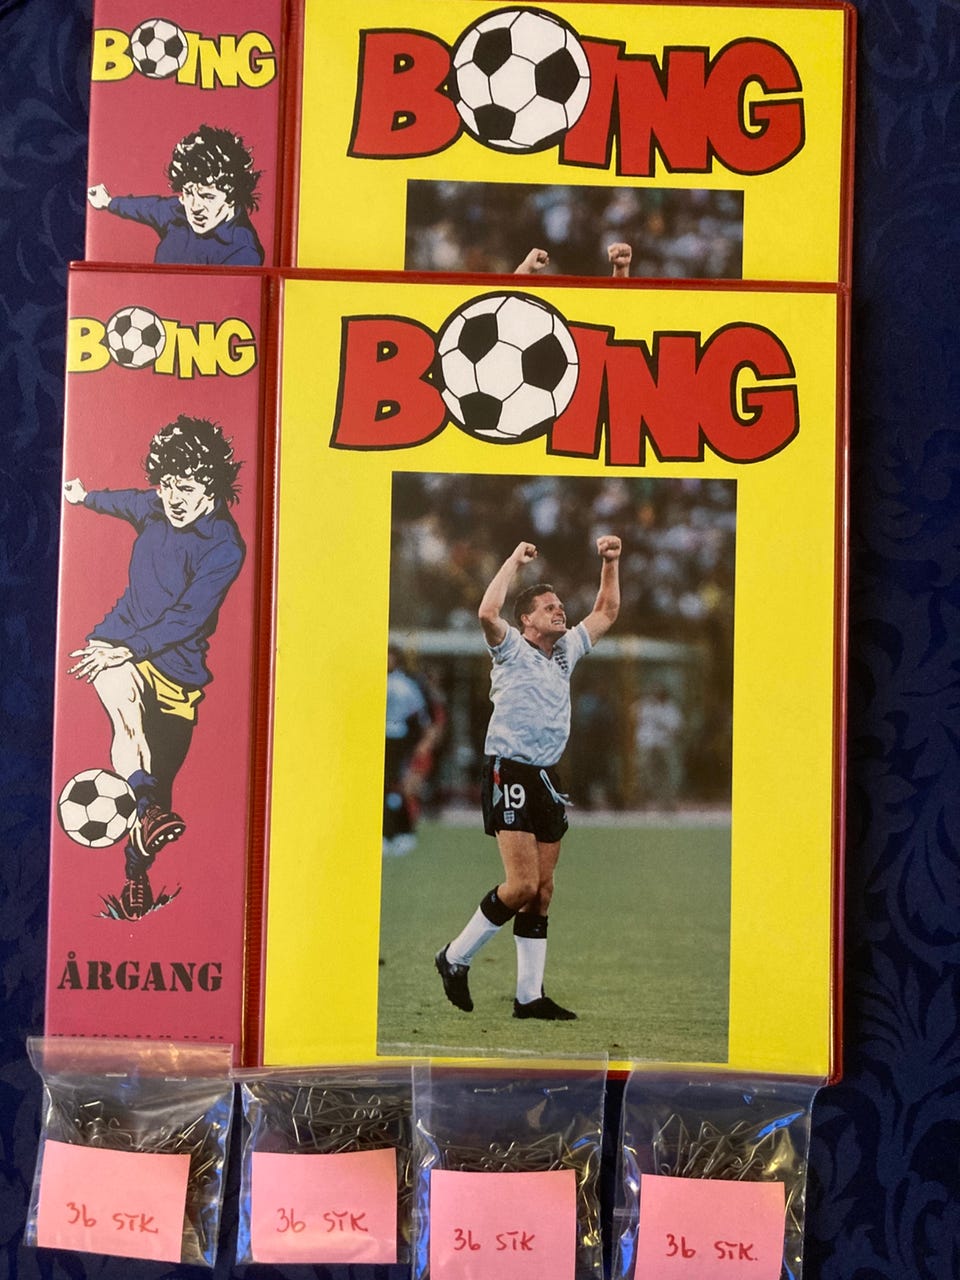 BOING
BOING
BOING
BOING
19
ÅRGANG
36 STK
36 STK
36 STK
36 STK.